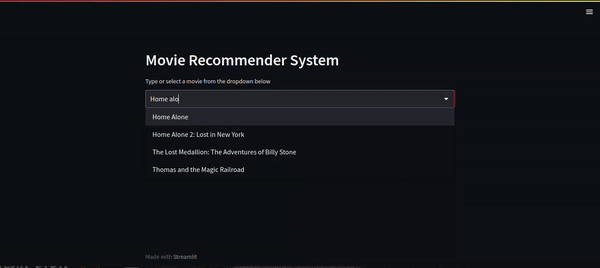 Movie Recommender System
Type or select a movie from the dropdown below
Home alo
Home Alone
Home Alone 2: Lost in New York
The Lost Medallion: The Adventures of Billy Stone
Thomas and the Magic Railroad
Made with Streamlit